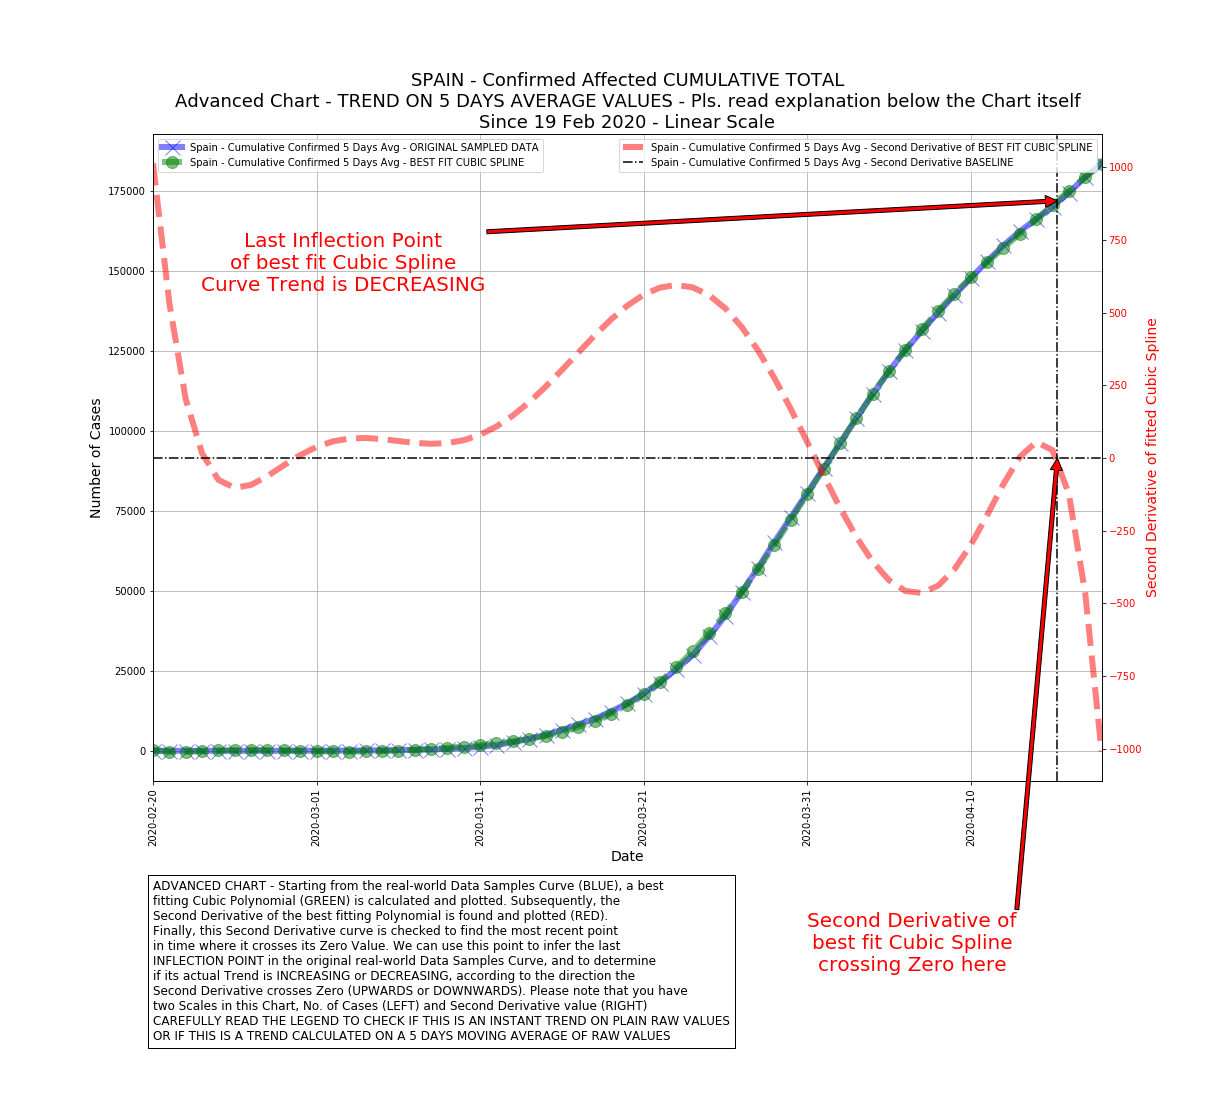 SPAIN - Confirmed Affected CUMULATIVE TOTAL
Advanced Chart - TREND ON 5 DAYS AVERAGE VALUES - Pls. read explanation below the Chart itself
Since 19 Feb 2020 - Linear Scale
Spain - Cumulative Confirmed 5 Days Avg - ORIGINAL SAMPLED DATA
Spain - Cumulative Confirmed 5 Days Avg - BEST FIT CUBIC SPLINE
Spain - Cumulative Confirmed 5 Days Avg - Second Derivative of BEST FIT CUBIC SPLINE
Spain - Cumulative Confirmed 5 Days Avg - Second Derivative BASELINE
Last Inflection Point
of best fit Cubic Spline
Curve Trend is DECREASING
Number of Cases
175000
150000
125000
100000
75000
50000
25000
0
1000
750
500
250
0
−250
−500
−750
−1000
Second Derivative of fitted Cubic Spline
2020-02-20
2020-03-01
2020-03-11
2020-03-21
2020-03-31
2020-04-10
Date
Second Derivative of
best fit Cubic Spline
crossing Zero here
ADVANCED CHART - Starting from the real-world Data Samples Curve (BLUE), a best
fitting Cubic Polynomial (GREEN) is calculated and plotted. Subsequently, the
Second Derivative of the best fitting Polynomial is found and plotted (RED).
Finally, this Second Derivative curve is checked to find the most recent point
in time where it crosses its Zero Value. We can use this point to infer the last
INFLECTION POINT in the original real-world Data Samples Curve, and to determine
if its actual Trend is INCREASING or DECREASING, according to the direction the
Second Derivative crosses Zero (UPWARDS or DOWNWARDS). Please note that you have
two Scales in this Chart, No. of Cases (LEFT) and Second Derivative value (RIGHT)
CAREFULLY READ THE LEGEND TO CHECK IF THIS IS AN INSTANT TREND ON PLAIN RAW VALUES
OR IF THIS IS A TREND CALCULATED ON A 5 DAYS MOVING AVERAGE OF RAW VALUES